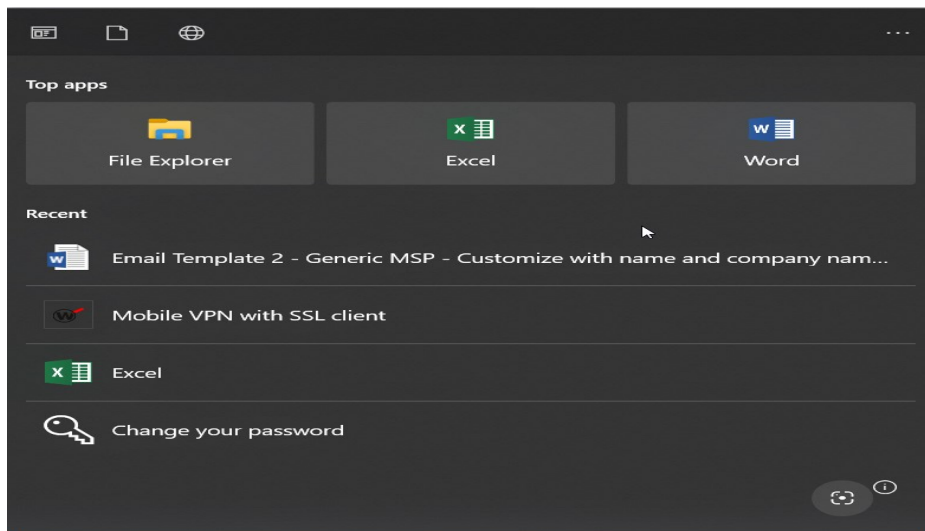 Top apps
File Explorer
Excel
Word
Recent
Email Template 2 - Generic MSP - Customize with name and company nam...
Mobile VPN with SSL client
Excel
Change your password